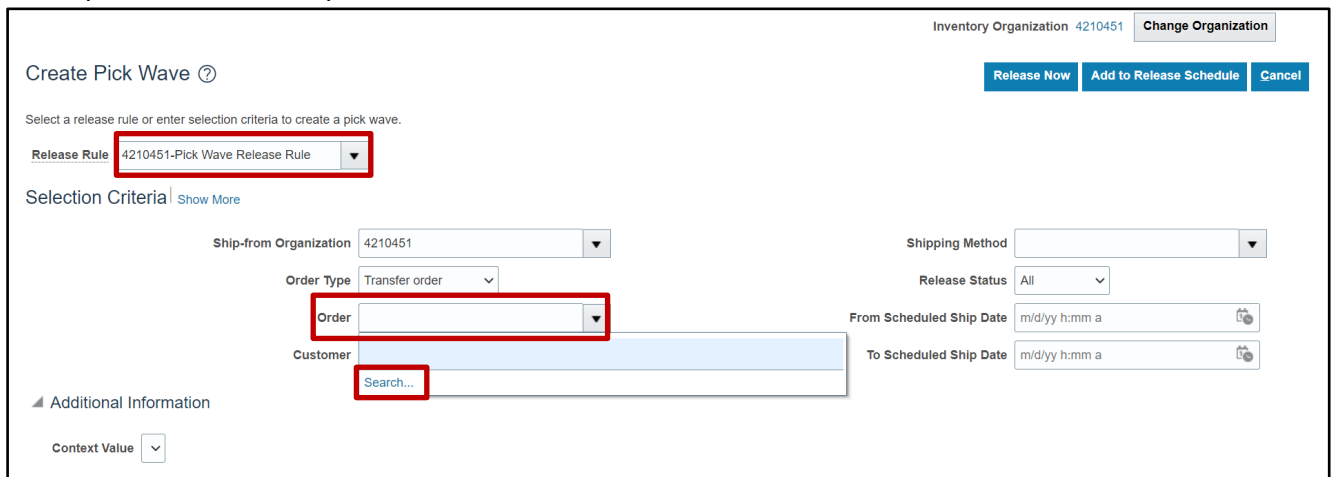 Inventory Organization 4210451 Change Organization
Create Pick Wave ?
Release Now Add to Release Schedule Cancel
Select a release rule or enter selection criteria to create a pick wave.
Release Rule 4210451-Pick Wave Release Rule
Selection Criteria Show More
Ship-from Organization 4210451 Shipping Method
Order Type Transfer order Release Status All
Order From Scheduled Ship Date m/d/yy h:mm a
Customer To Scheduled Ship Date m/d/yy h:mm a
Search...
Additional Information
Context Value